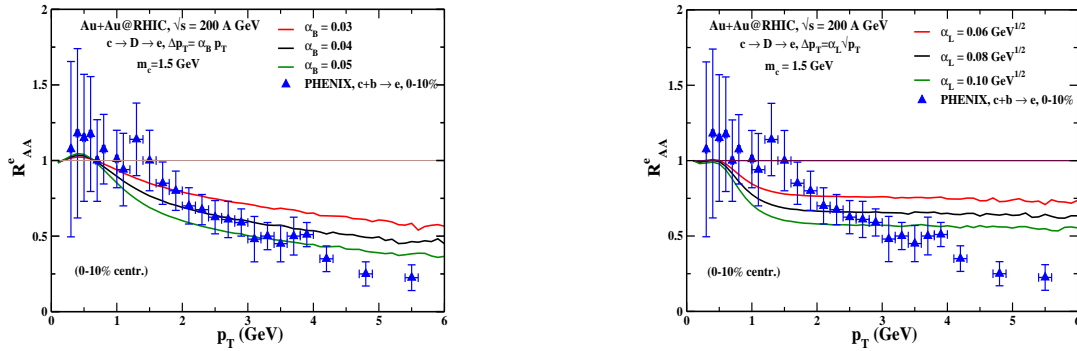 Au+Au@RHIC, √s = 200 A GeV
c → D → e, Δp_T = α_B p_T
m_c=1.5 GeV
α_B = 0.03
α_B = 0.04
α_B = 0.05
PHENIX, c+b → e, 0-10%
(0-10% centr.)
R^e_AA
2
1.5
1
0.5
0
0 1 2 3 4 5 6
p_T (GeV)
Au+Au@RHIC, √s = 200 A GeV
c → D → e, Δp_T=α_L√p_T
m_c = 1.5 GeV
α_L = 0.06 GeV^1/2
α_L = 0.08 GeV^1/2
α_L = 0.10 GeV^1/2
PHENIX, c+b → e, 0-10%
(0-10% centr.)
R^e_AA
2
1.5
1
0.5
0
0 1 2 3 4 5 6
p_T (GeV)